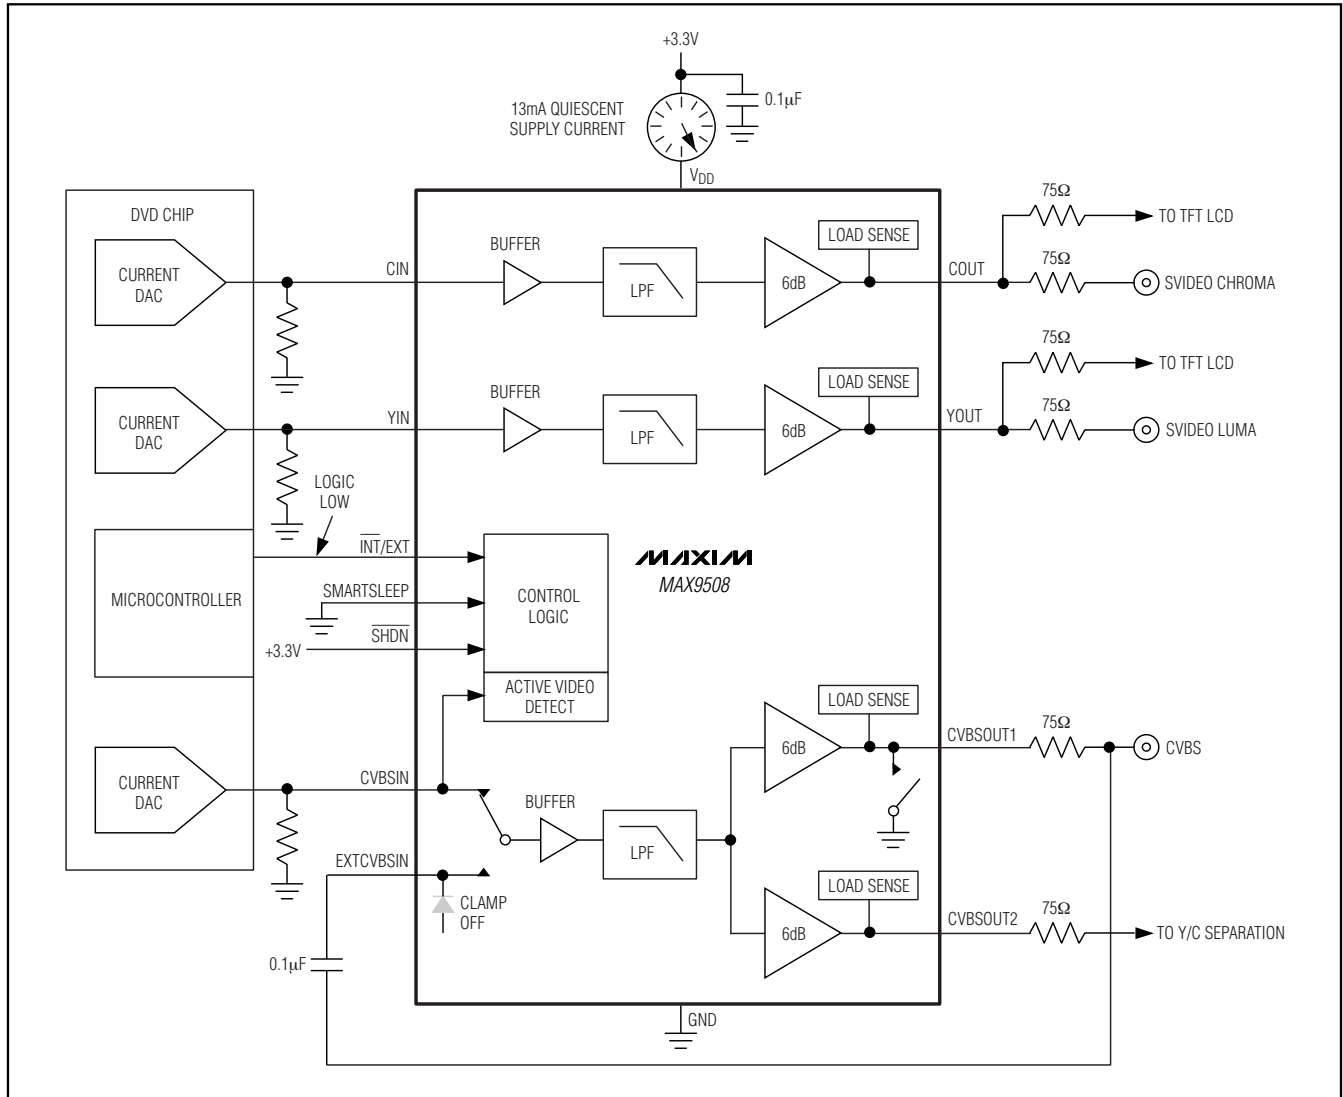 +3.3V
0.1μF
13mA QUIESCENT
SUPPLY CURRENT
VDD
DVD CHIP
CURRENT
DAC
CIN
BUFFER
LPF
6dB
LOAD SENSE
COUT
75Ω
TO TFT LCD
75Ω
SVIDEO CHROMA
CURRENT
DAC
YIN
BUFFER
LPF
6dB
LOAD SENSE
YOUT
75Ω
TO TFT LCD
75Ω
SVIDEO LUMA
LOGIC
LOW
MICROCONTROLLER
I̅N̅T̅/EXT
SMARTSLEEP
S̅H̅D̅N̅
+3.3V
CONTROL
LOGIC
ACTIVE VIDEO
DETECT
MAXIM
MAX9508
CURRENT
DAC
CVBSIN
EXTCVBSIN
CLAMP
OFF
0.1μF
BUFFER
LPF
6dB
LOAD SENSE
CVBSOUT1
75Ω
CVBS
6dB
LOAD SENSE
CVBSOUT2
75Ω
TO Y/C SEPARATION
GND